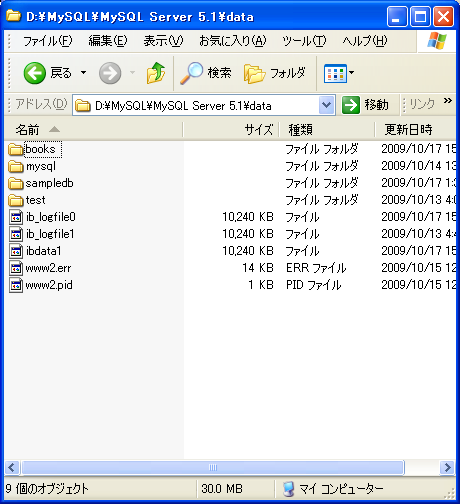 D:¥MySQL¥MySQL Server 5.1¥data
ファイル(F) 編集(E) 表示(V) お気に入り(A) ツール(T) ヘルプ(H)
戻る 検索 フォルダ
アドレス(D) D:¥MySQL¥MySQL Server 5.1¥data 移動 リンク »
名前 サイズ 種類 更新日時
books ファイル フォルダ 2009/10/17 15
mysql ファイル フォルダ 2009/10/14 13
sampledb ファイル フォルダ 2009/10/17 1:3
test ファイル フォルダ 2009/10/13 4:0
ib_logfile0 10,240 KB ファイル 2009/10/17 15
ib_logfile1 10,240 KB ファイル 2009/10/13 4:4
ibdata1 10,240 KB ファイル 2009/10/17 15
www2.err 14 KB ERR ファイル 2009/10/15 12
www2.pid 1 KB PID ファイル 2009/10/15 12
9 個のオブジェクト 30.0 MB マイ コンピューター